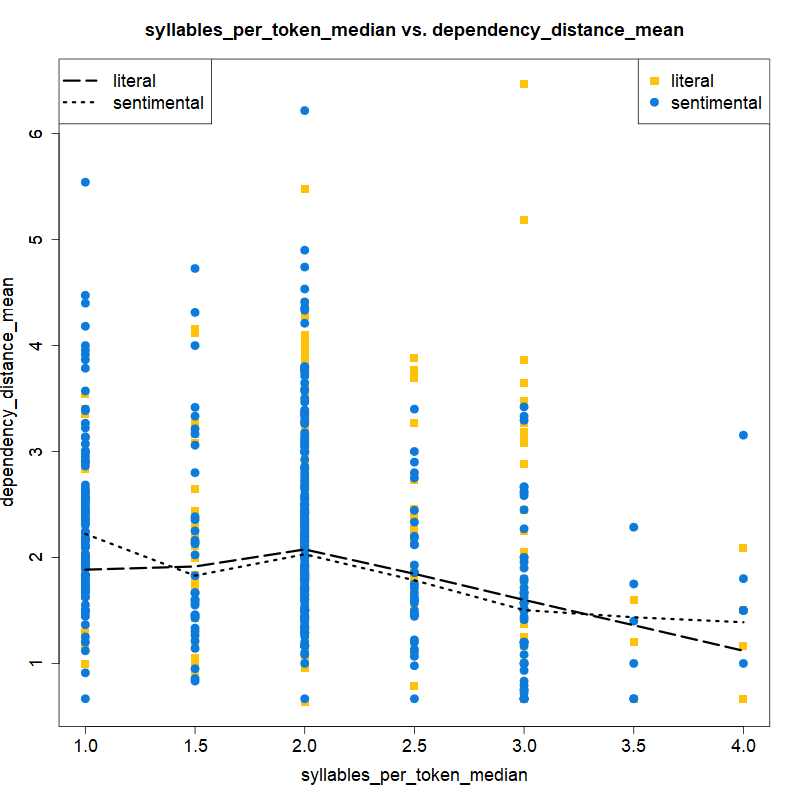 syllables_per_token_median vs. dependency_distance_mean
literal
sentimental
literal
sentimental
dependency_distance_mean
6
5
4
3
2
1
1.0 1.5 2.0 2.5 3.0 3.5 4.0
syllables_per_token_median